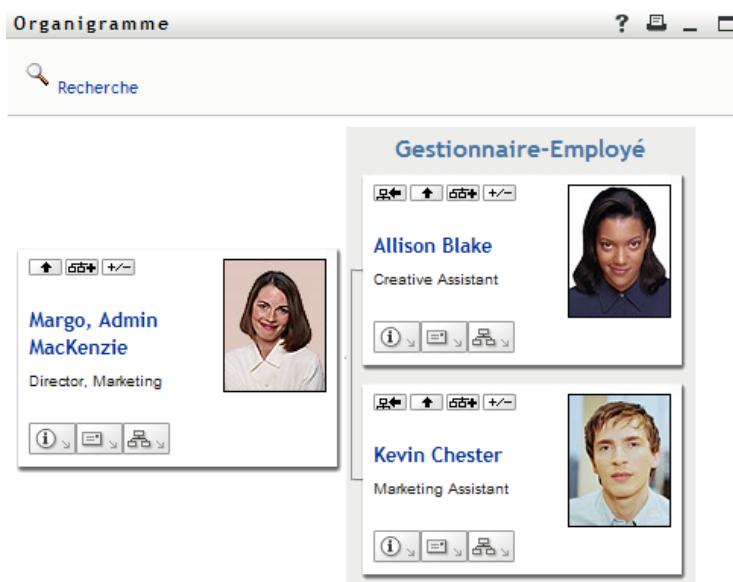 Organigramme
Recherche
Gestionnaire-Employé
Allison Blake
Creative Assistant
Margo, Admin
MacKenzie
Director, Marketing
Kevin Chester
Marketing Assistant